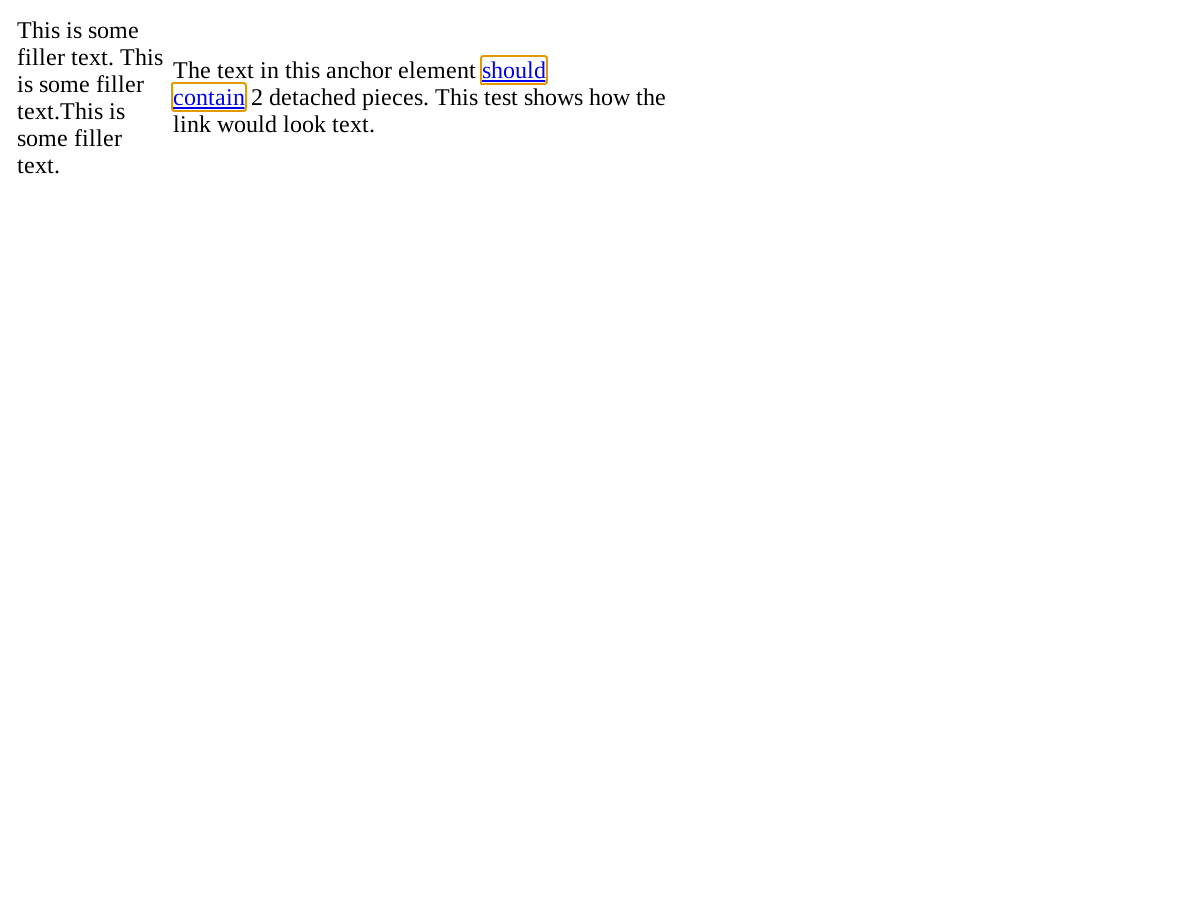 This is some
filler text. This
is some filler
text.This is
some filler
text.
The text in this anchor element should
contain 2 detached pieces. This test shows how the
link would look text.